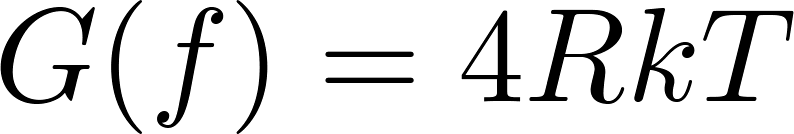 G(f) = 4RkT